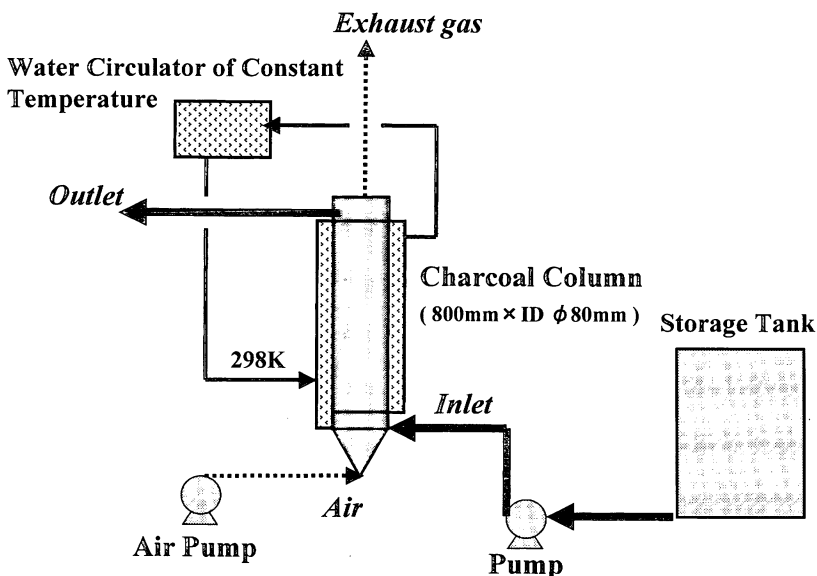 Exhaust gas
Water Circulator of Constant
Temperature
Outlet
Charcoal Column
( 800mm × ID ϕ80mm )
Storage Tank
298K
Inlet
Air
Air Pump
Pump